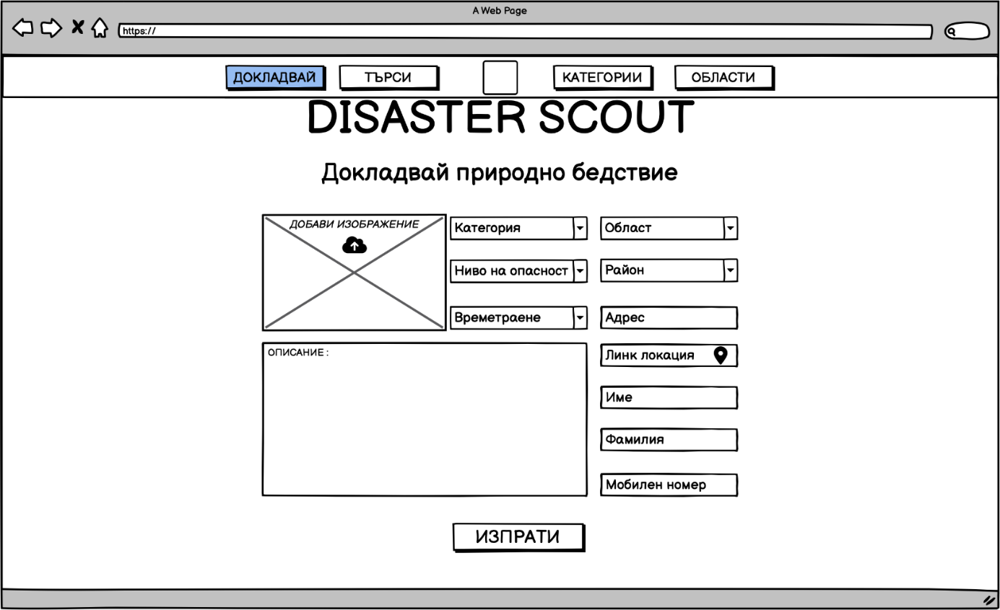 A Web Page
https://
ДОКЛАДВАЙ
ТЪРСИ
КАТЕГОРИИ
ОБЛАСТИ
DISASTER SCOUT
Докладвай природно бедствие
ДОБАВИ ИЗОБРАЖЕНИЕ
Категория
Област
Ниво на опасност
Район
Времетраене
Адрес
ОПИСАНИЕ :
Линк локация
Име
Фамилия
Мобилен номер
ИЗПРАТИ